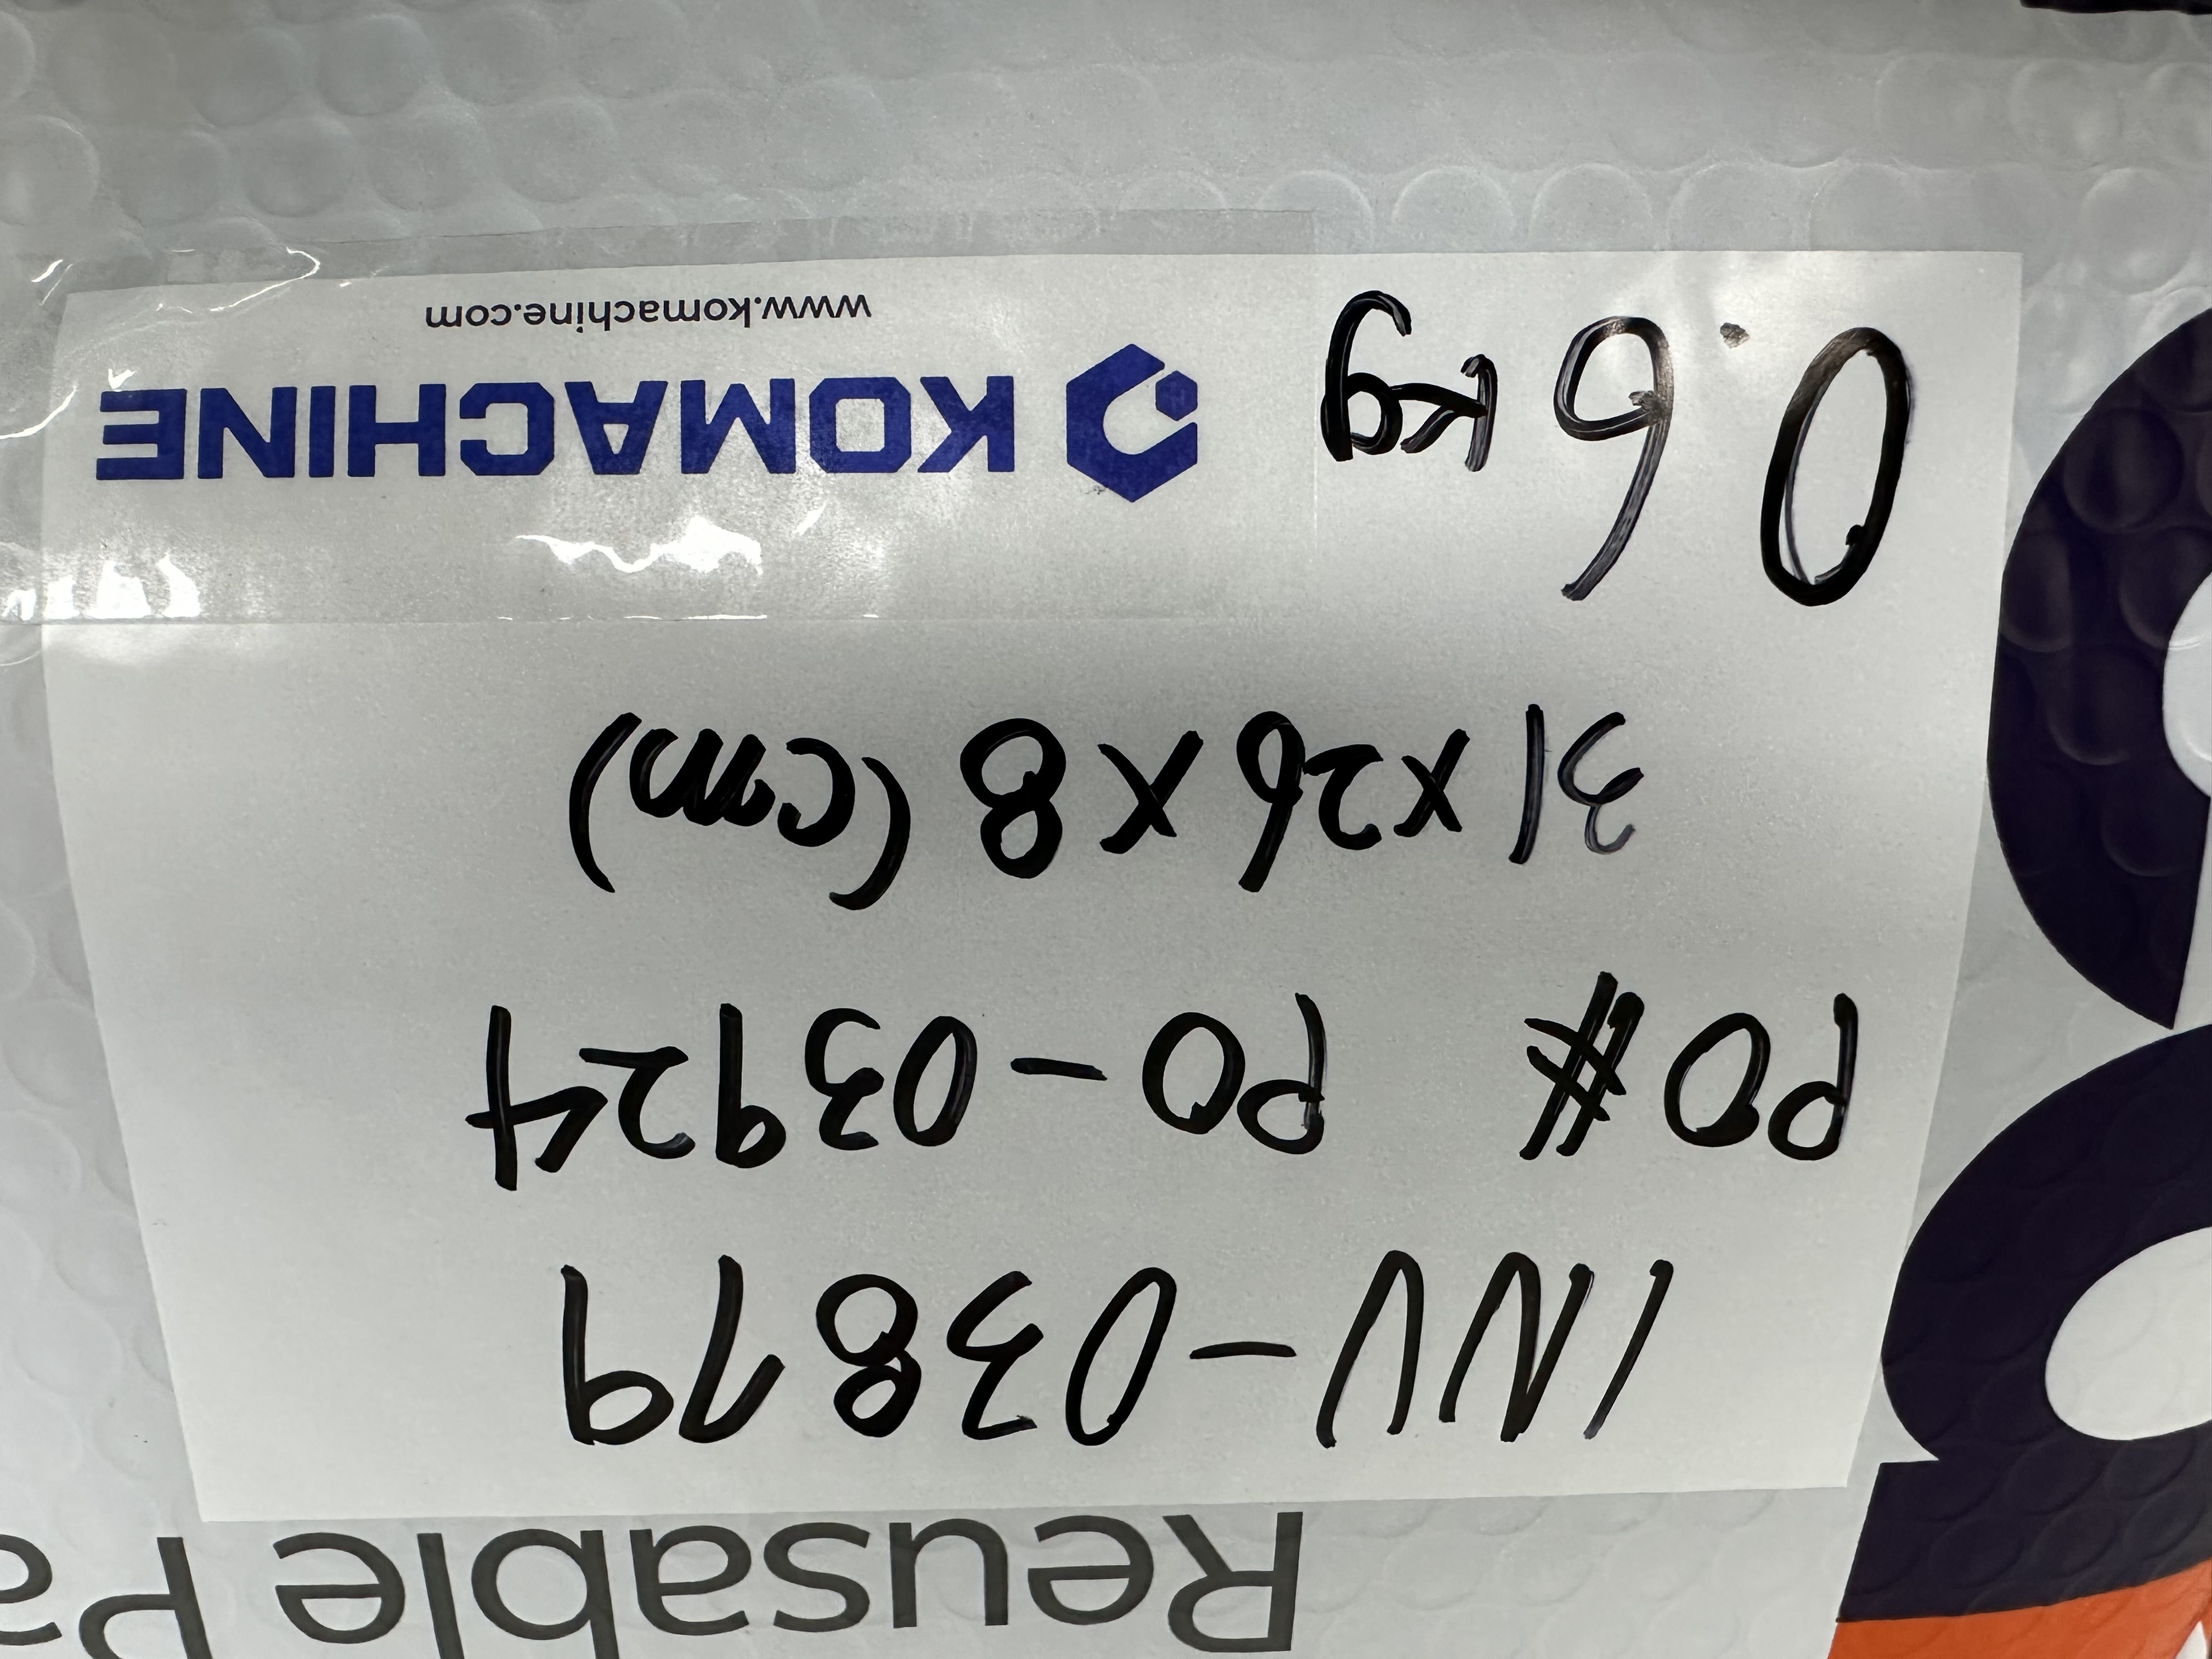 Reusable Pa
INV-03879
PO# PO-03924
31x26x8 (cm)
0.6kg
KOMACHINE
www.komachine.com